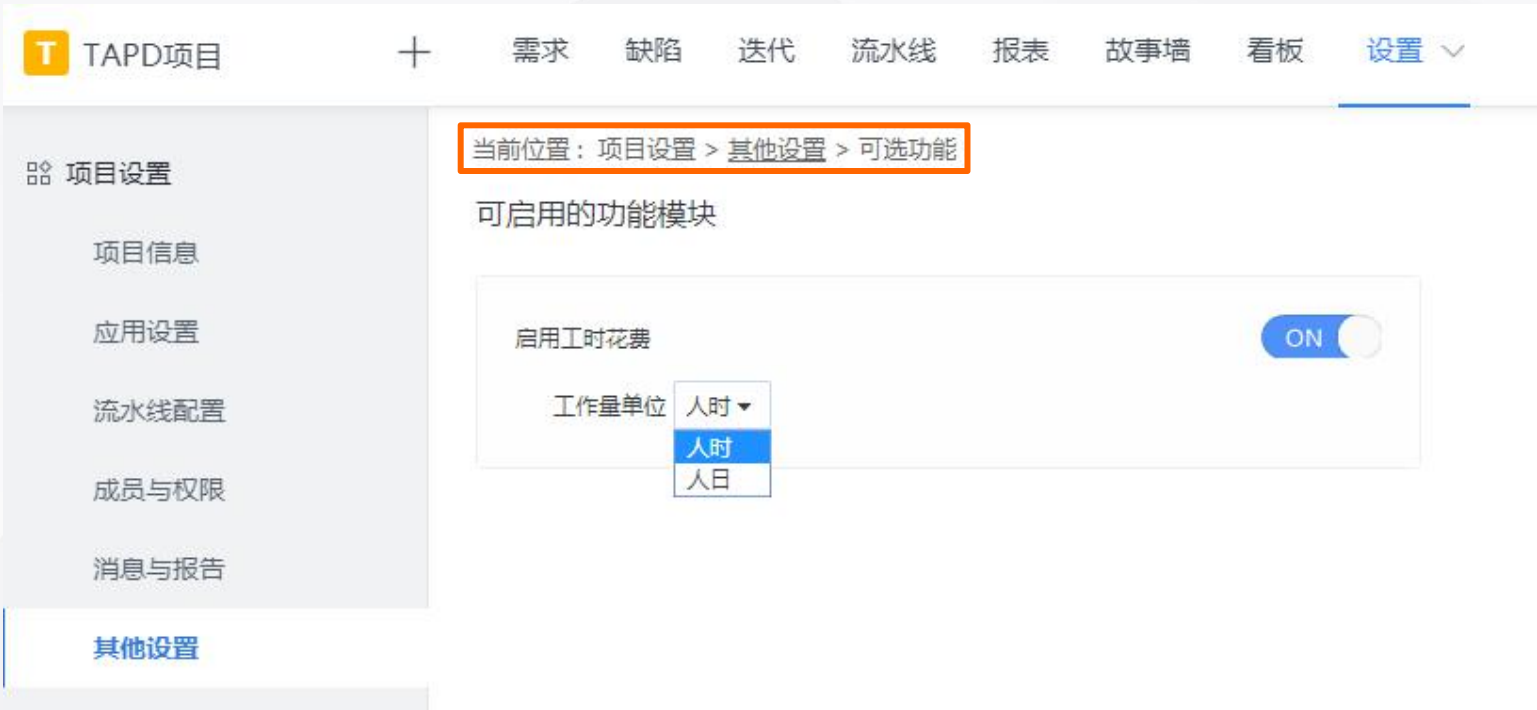 T TAPD项目 需求 缺陷 迭代 流水线 报表 故事墙 看板 设置
项目设置
项目信息
应用设置
流水线配置
成员与权限
消息与报告
其他设置
当前位置：项目设置 > 其他设置 > 可选功能
可启用的功能模块
启用工时花费 ON
工作量单位 人时
人时
人日